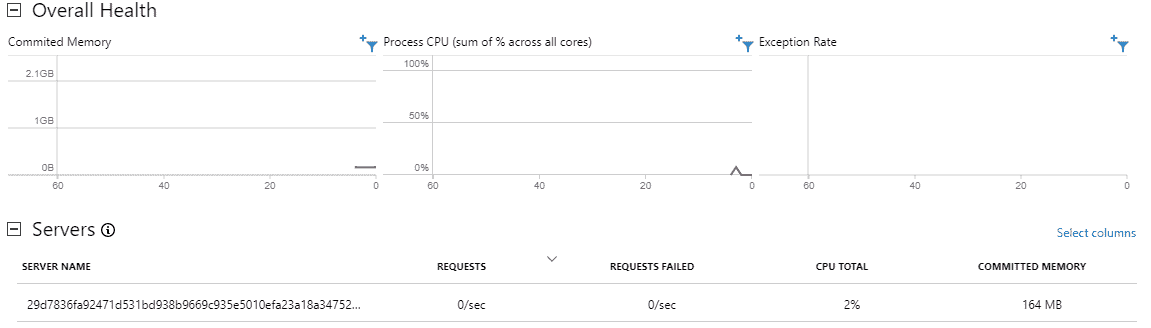 Overall Health
Commited Memory
Process CPU (sum of % across all cores)
Exception Rate
2.1GB
1GB
0B
60 40 20 0
100%
50%
0%
60 40 20 0
60 40 20 0
Servers
Select columns
SERVER NAME REQUESTS REQUESTS FAILED CPU TOTAL COMMITTED MEMORY
29d7836fa92471d531bd938b9669c935e5010efa23a18a34752... 0/sec 0/sec 2% 164 MB